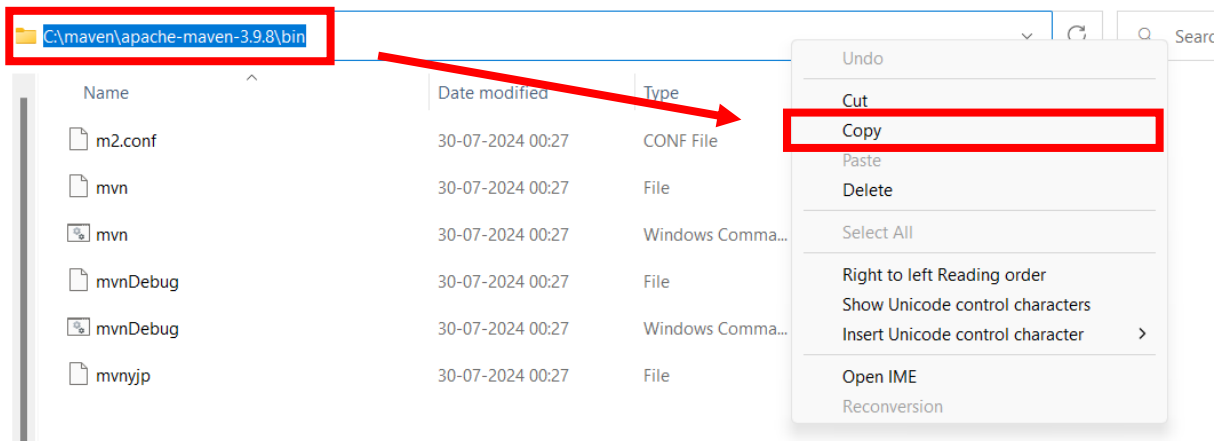 C:\maven\apache-maven-3.9.8\bin
Searc
Name Date modified Type
m2.conf 30-07-2024 00:27 CONF File
mvn 30-07-2024 00:27 File
mvn 30-07-2024 00:27 Windows Comma...
mvnDebug 30-07-2024 00:27 File
mvnDebug 30-07-2024 00:27 Windows Comma...
mvnyjp 30-07-2024 00:27 File
Undo
Cut
Copy
Paste
Delete
Select All
Right to left Reading order
Show Unicode control characters
Insert Unicode control character
Open IME
Reconversion